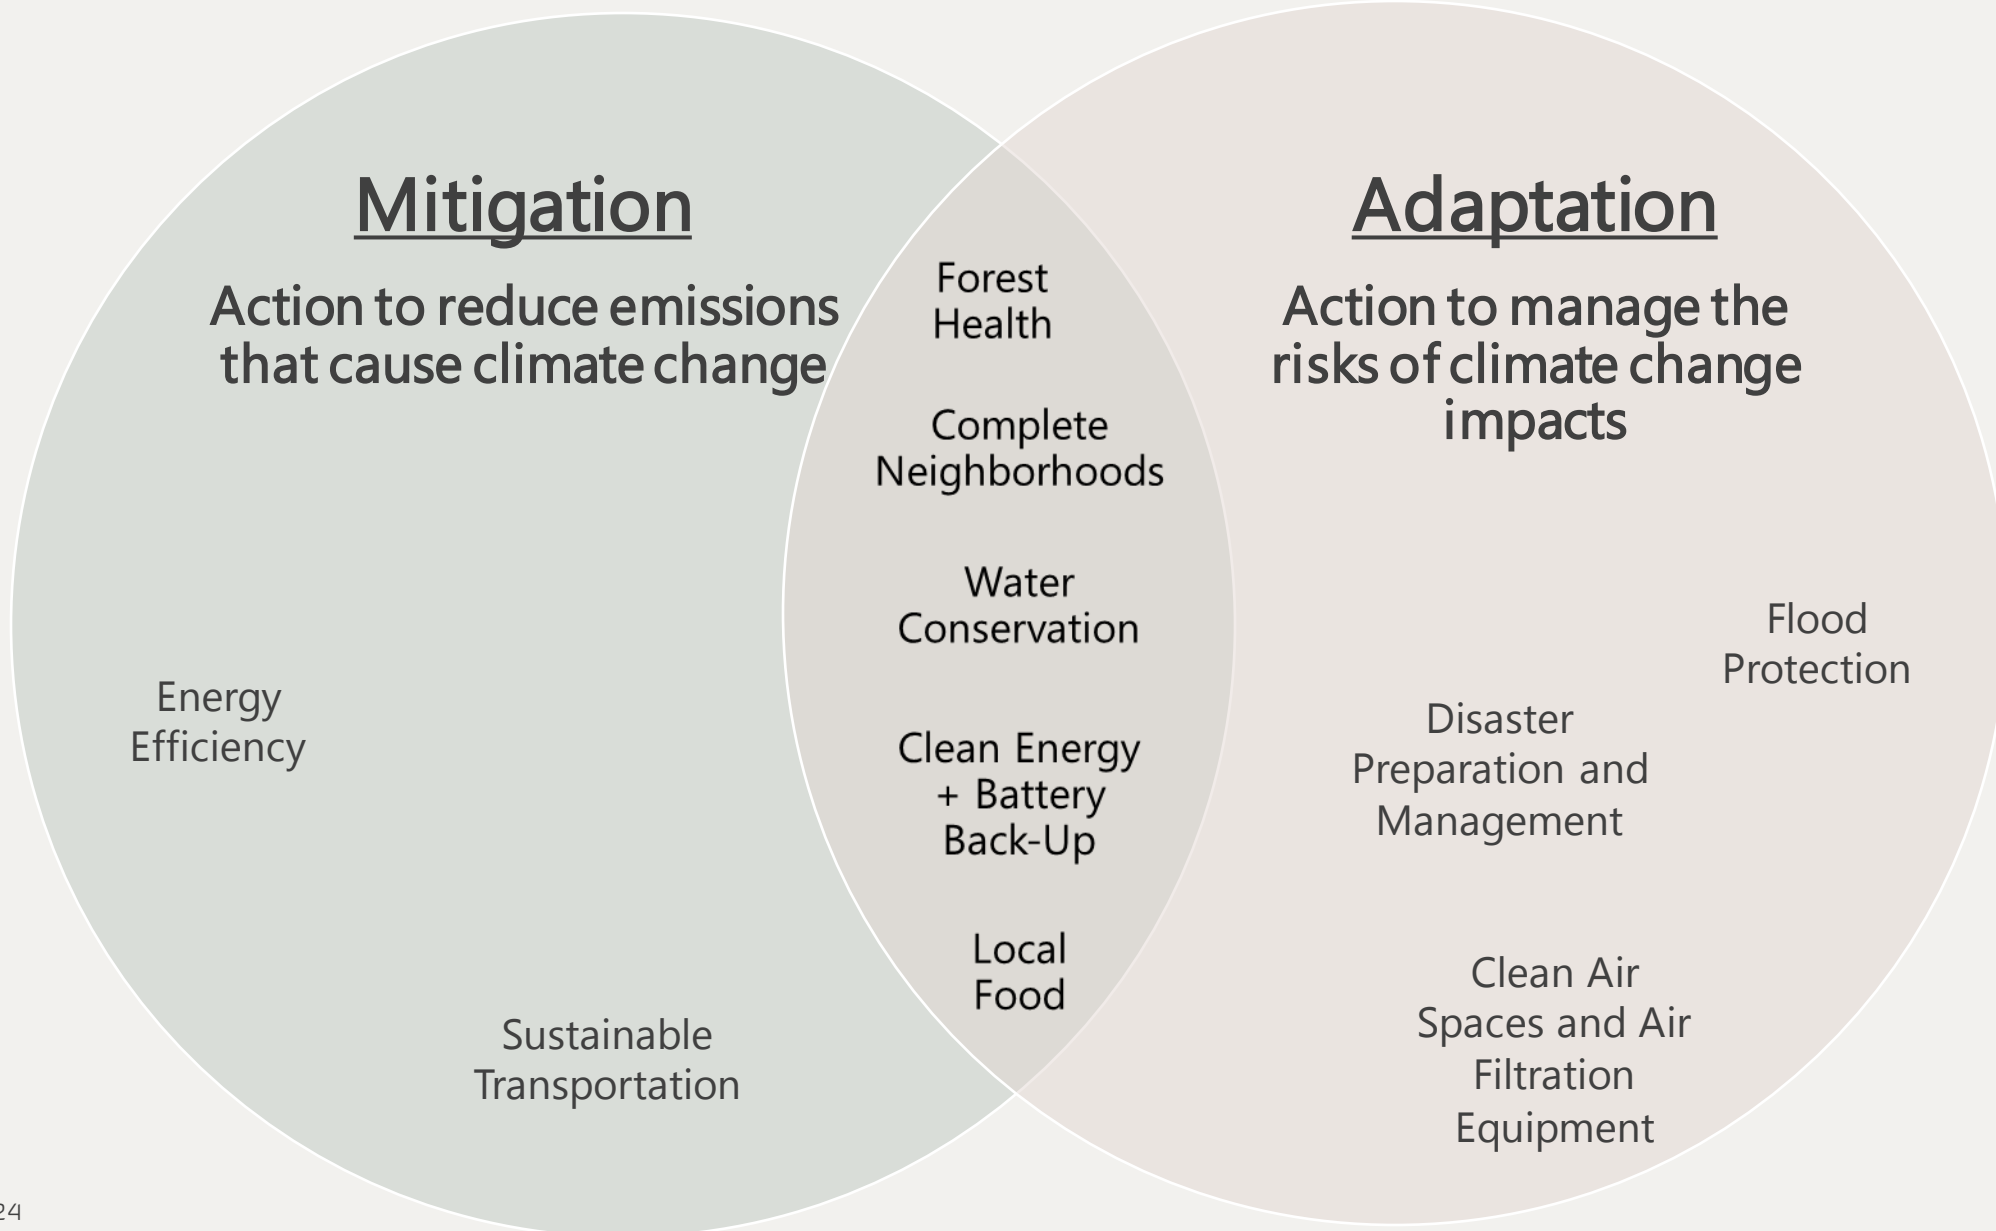 Mitigation
Action to reduce emissions
that cause climate change
Energy
Efficiency
Sustainable
Transportation
Forest
Health
Complete
Neighborhoods
Water
Conservation
Clean Energy
+ Battery
Back-Up
Local
Food
Adaptation
Action to manage the
risks of climate change
impacts
Flood
Protection
Disaster
Preparation and
Management
Clean Air
Spaces and Air
Filtration
Equipment
24